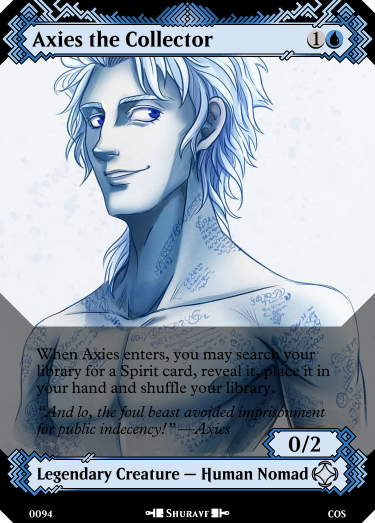 Axies the Collector 1
When Axies enters, you may search your
library for a Spirit card, reveal it, place it in
your hand and shuffle your library.
"And lo, the foul beast avoided imprisonment
for public indecency!" —Axies
0/2
Legendary Creature — Human Nomad
0094 Shurayf COS